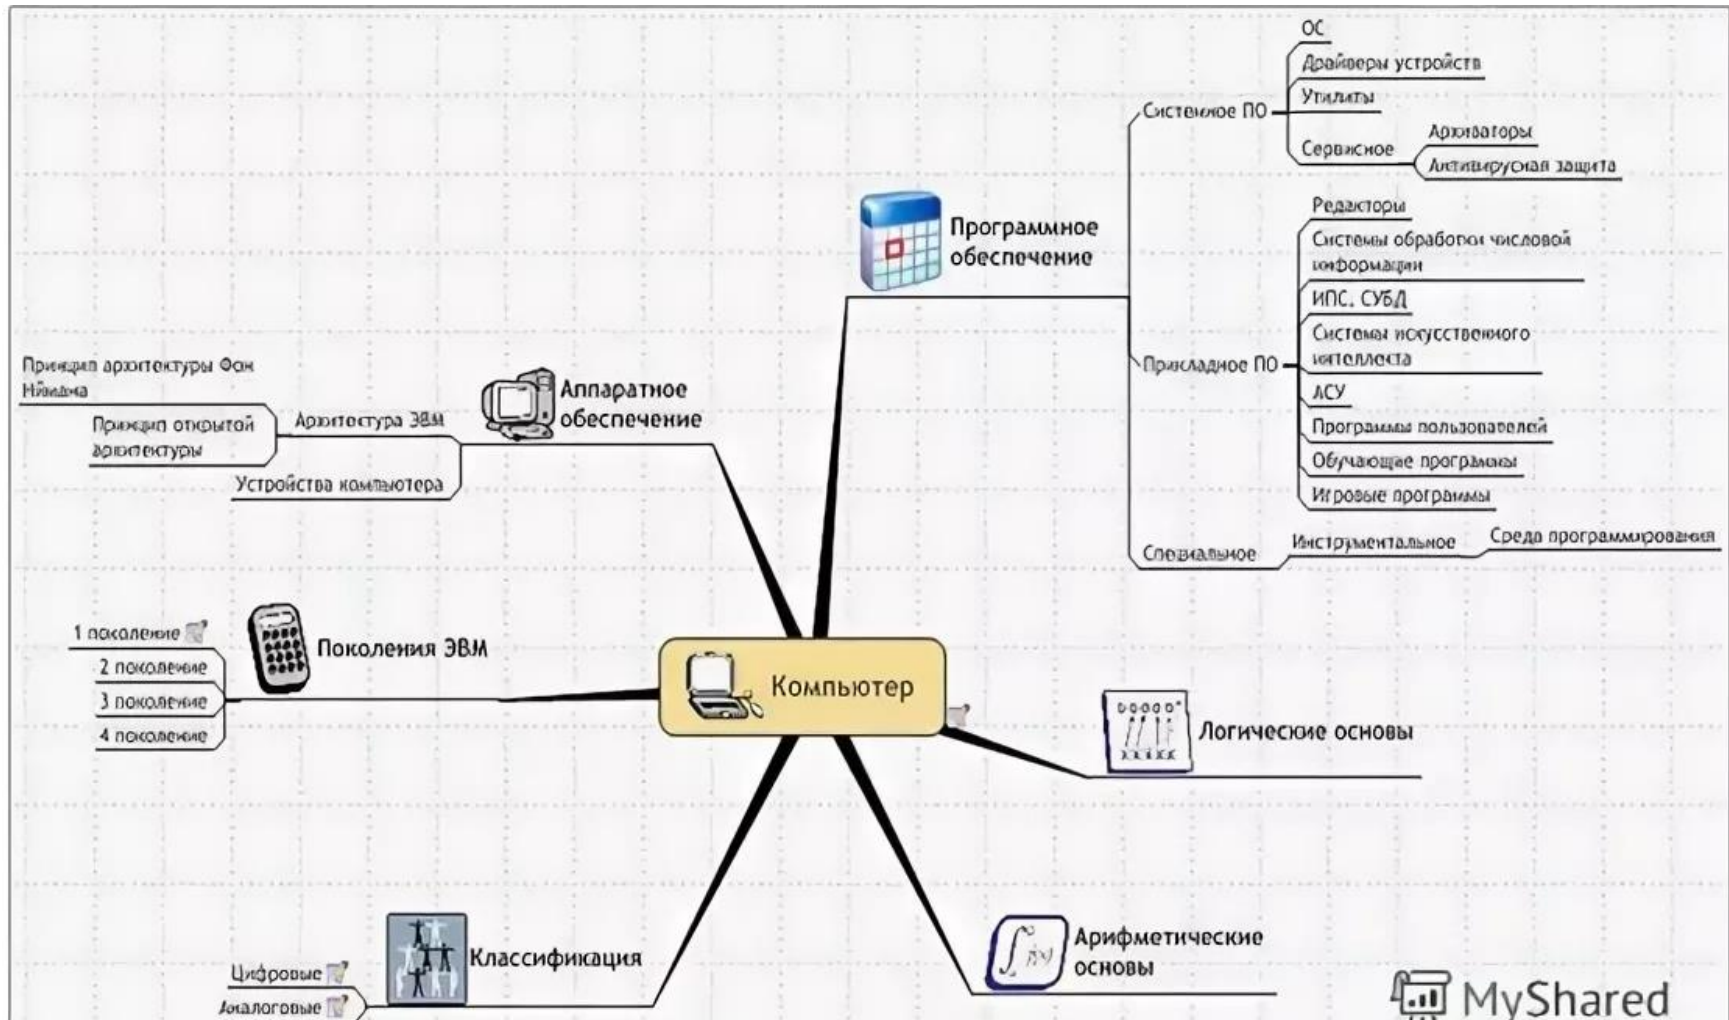 ОС
Драйверы устройств
Утилиты
Системное ПО
Архиваторы
Сервисное
Антивирусная защита
Редакторы
Программное
обеспечение
Системы обработки числовой
информации
ИПС, СУБД
Системы искусственного
интеллекта
Прикладное ПО
АСУ
Программы пользователей
Обучающие программы
Игровые программы
Специальное
Инструментальное
Среда программирования
Аппаратное
обеспечение
Принцип архитектуры Фон
Неймана
Архитектура ЭВМ
Принцип открытой
архитектуры
Устройства компьютера
Поколения ЭВМ
1 поколение
2 поколение
3 поколение
4 поколение
Компьютер
Логические основы
Арифметические
основы
Классификация
Цифровые
Аналоговые
MyShared